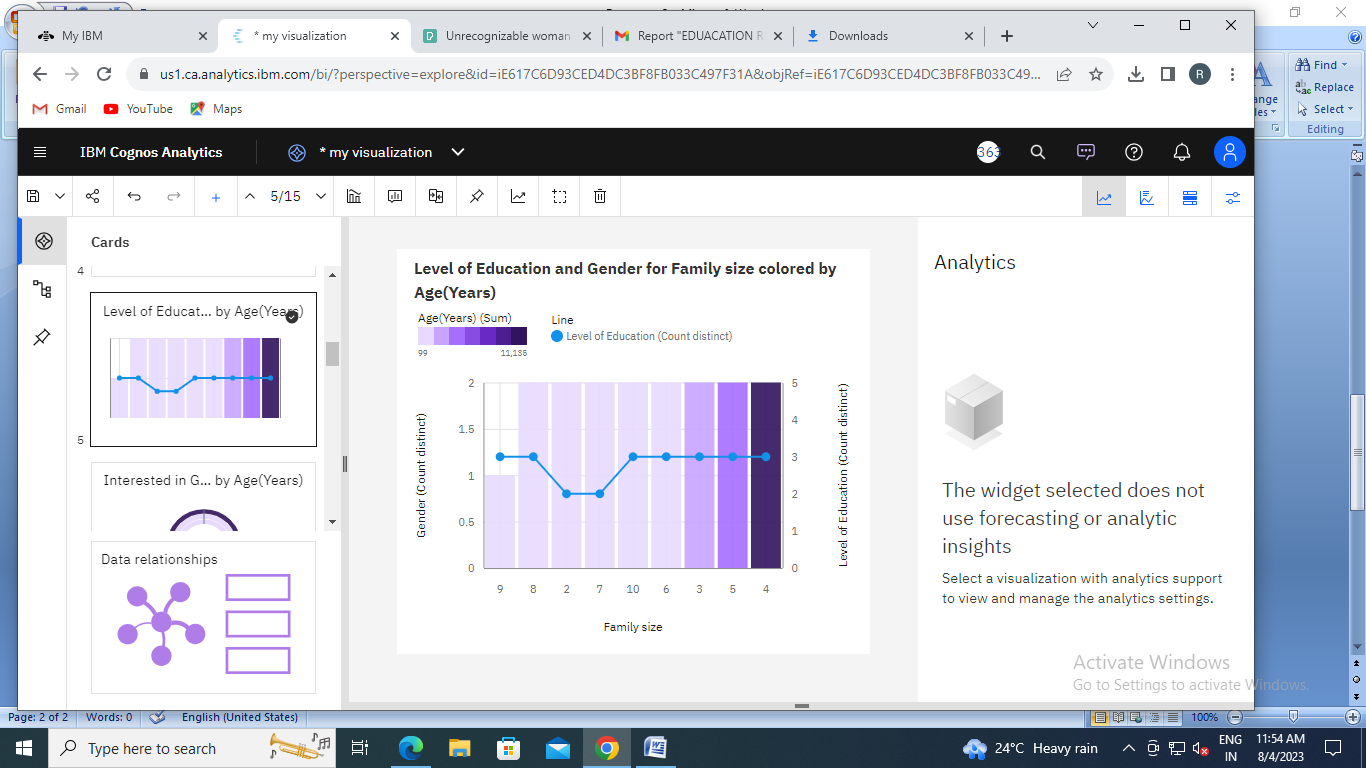 My IBM
* my visualization
Unrecognizable woman
Report "EDUACATION R
Downloads
us1.ca.analytics.ibm.com/bi/?perspective=explore&id=iE617C6D93CED4DC3BF8FB033C497F31A&objRef=iE617C6D93CED4DC3BF8FB033C49...
R
Gmail
YouTube
Maps
Find
Replace
Select
Editing
IBM Cognos Analytics
* my visualization
363
5/15
Cards
4
Level of Educat... by Age(Years)
5
Interested in G... by Age(Years)
Data relationships
Level of Education and Gender for Family size colored by
Age(Years)
Age(Years) (Sum)
99
11,135
Line
Level of Education (Count distinct)
Gender (Count distinct)
2
1.5
1
0.5
0
5
4
3
2
1
0
Level of Education (Count distinct)
9 8 2 7 10 6 3 5 4
Family size
Analytics
The widget selected does not
use forecasting or analytic
insights
Select a visualization with analytics support
to view and manage the analytics settings.
Activate Windows
Go to Settings to activate Windows.
Page: 2 of 2
Words: 0
English (United States)
100%
Type here to search
24°C Heavy rain
ENG
IN
11:54 AM
8/4/2023